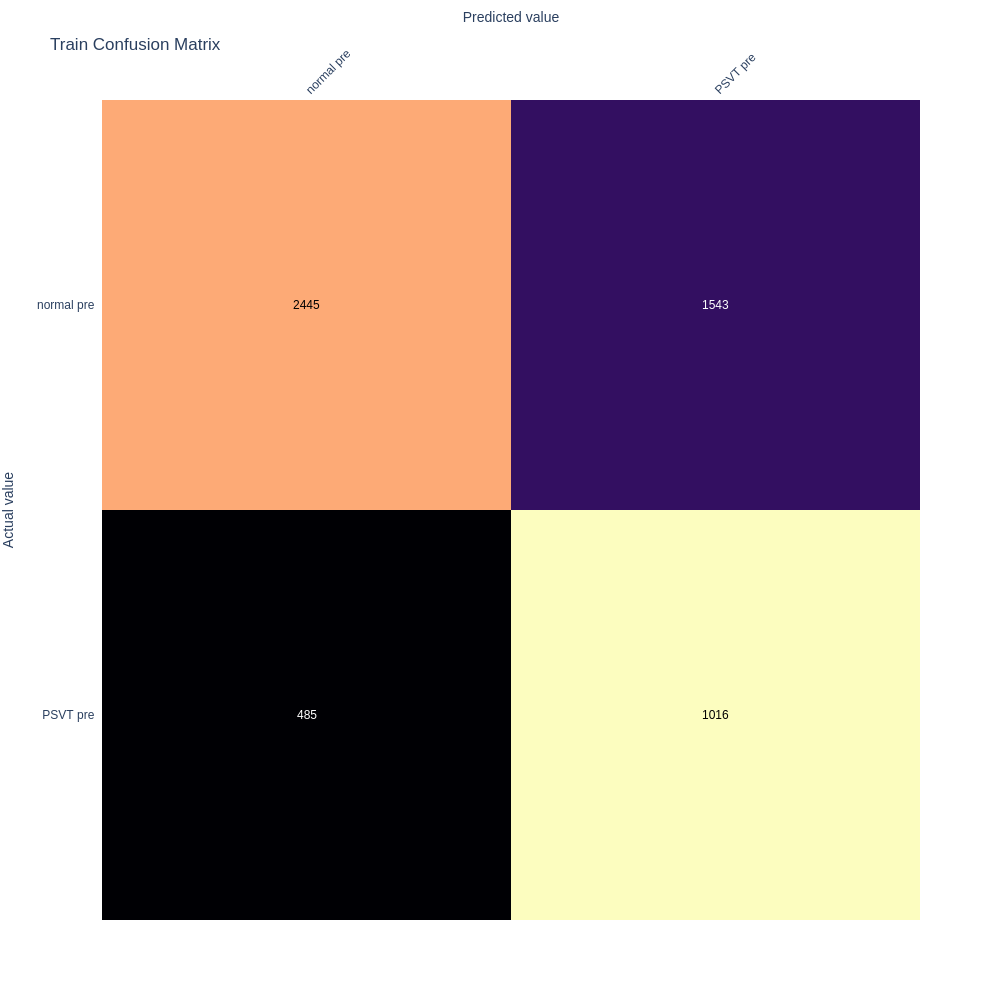 Predicted value
Train Confusion Matrix
normal pre
PSVT pre
normal pre
2445
1543
Actual value
PSVT pre
485
1016